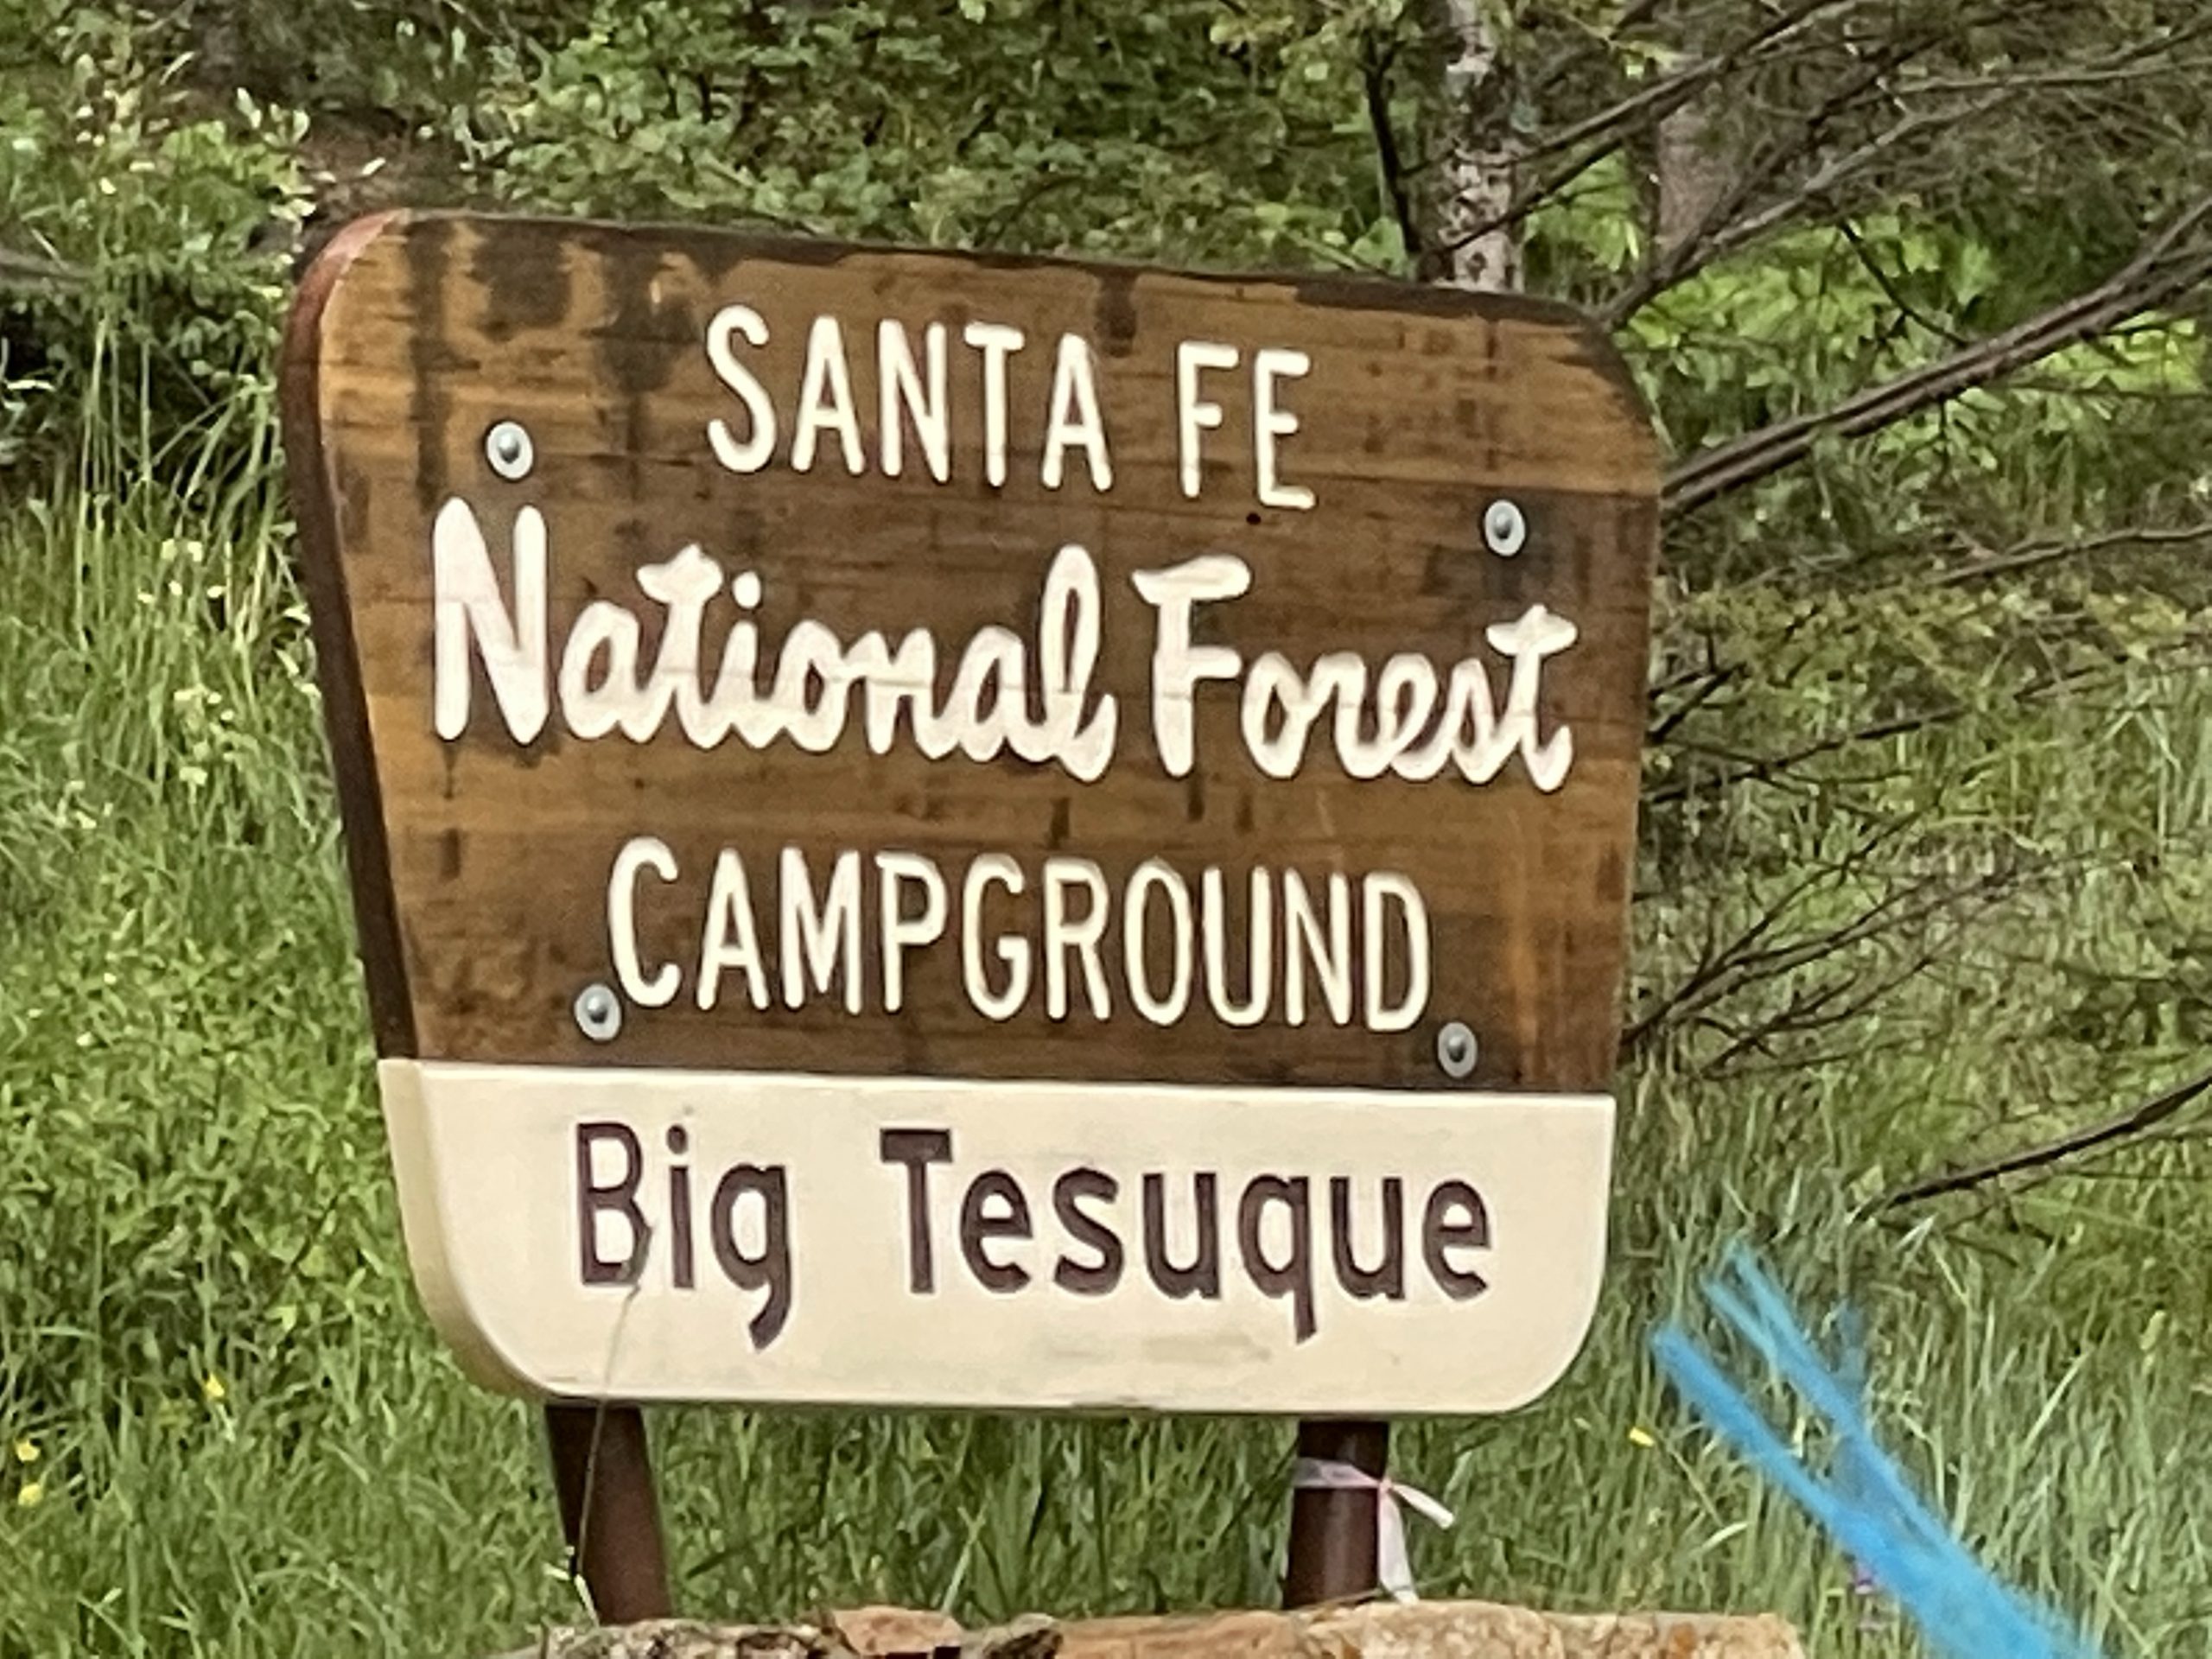 SANTA FE
National Forest
CAMPGROUND
Big Tesuque